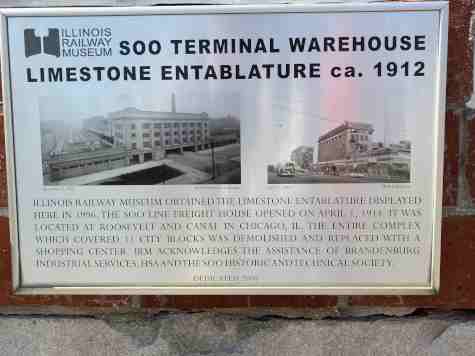 ILLINOIS
RAILWAY
MUSEUM
SOO TERMINAL WAREHOUSE
LIMESTONE ENTABLATURE ca. 1912
ILLINOIS RAILWAY MUSEUM OBTAINED THE LIMESTONE ENTABLATURE DISPLAYED
HERE IN 1996. THE SOO LINE FREIGHT HOUSE OPENED ON APRIL 1, 1914. IT WAS
LOCATED AT ROOSEVELT AND CANAL IN CHICAGO, IL. THE ENTIRE COMPLEX
WHICH COVERED 11 CITY BLOCKS WAS DEMOLISHED AND REPLACED WITH A
SHOPPING CENTER. IRM ACKNOWLEDGES THE ASSISTANCE OF BRANDENBURG
INDUSTRIAL SERVICES, HSA AND THE SOO HISTORIC AND TECHNICAL SOCIETY.
DEDICATED